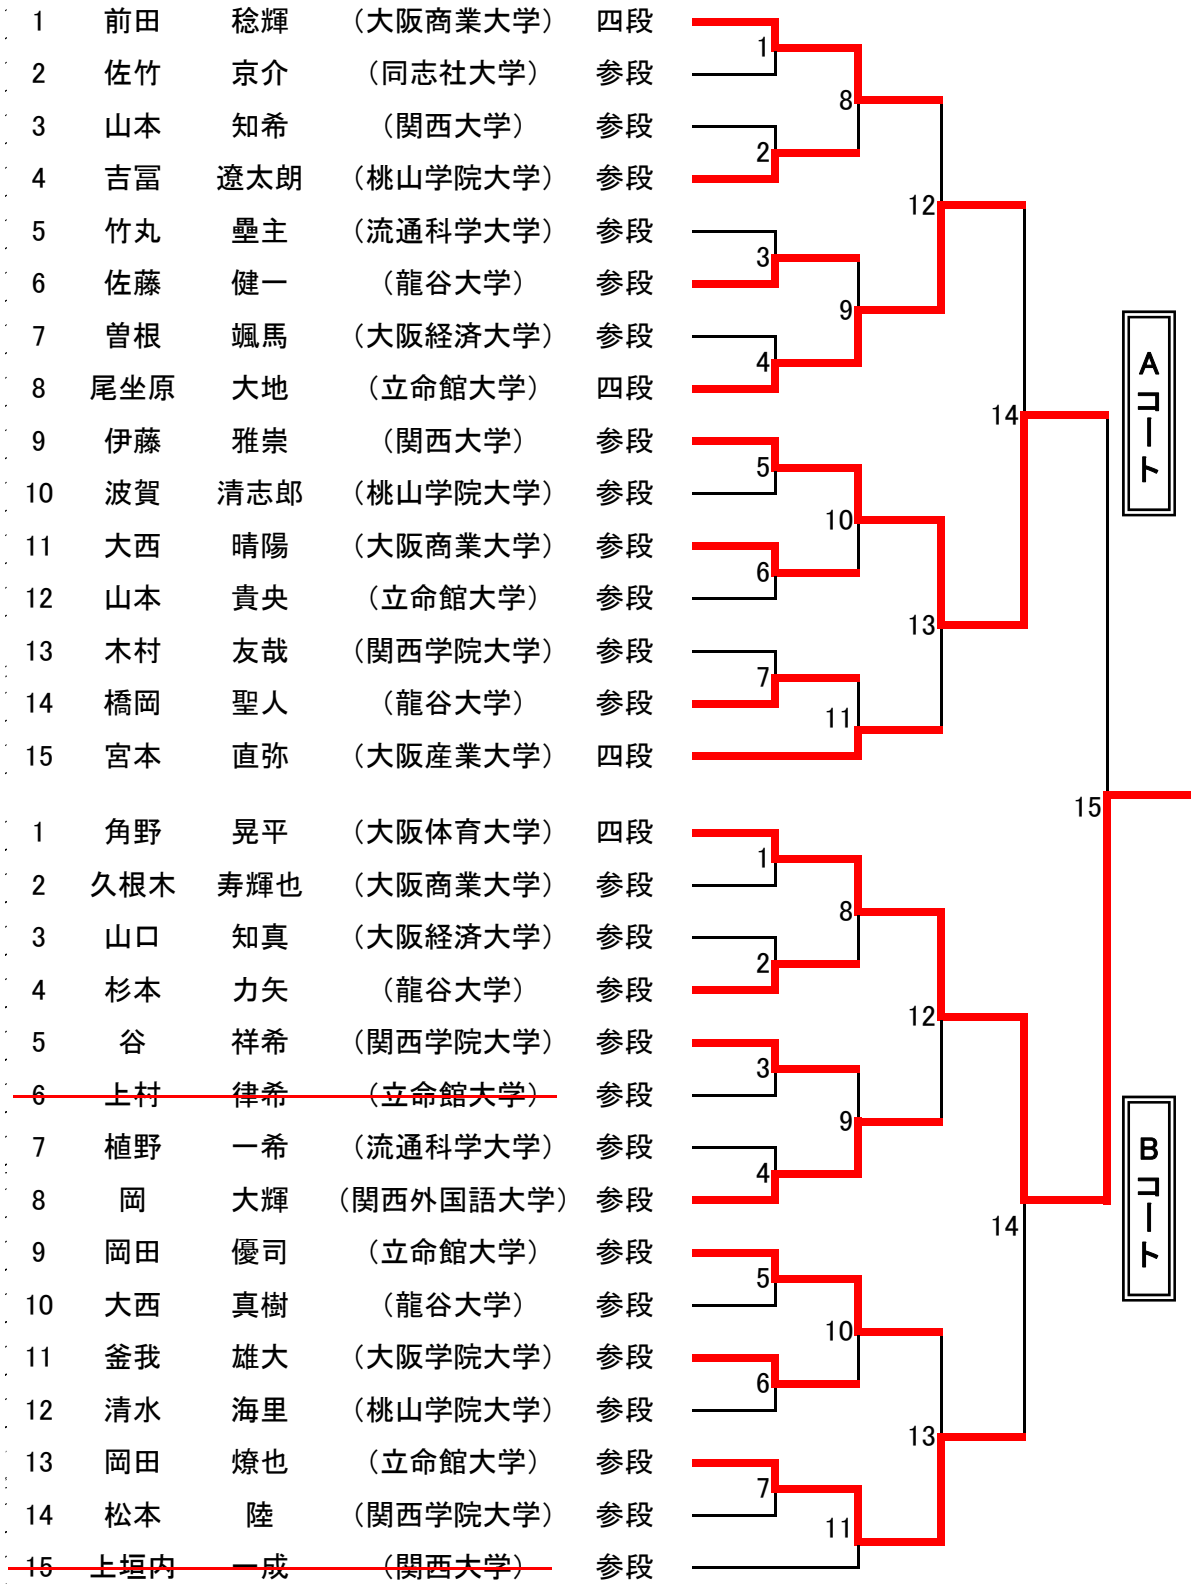 1 前田 稔輝 （大阪商業大学） 四段
2 佐竹 京介 （同志社大学） 参段
3 山本 知希 （関西大学） 参段
4 吉冨 遼太朗 （桃山学院大学） 参段
5 竹丸 壘主 （流通科学大学） 参段
6 佐藤 健一 （龍谷大学） 参段
7 曽根 颯馬 （大阪経済大学） 参段
8 尾坐原 大地 （立命館大学） 四段
9 伊藤 雅崇 （関西大学） 参段
10 波賀 清志郎 （桃山学院大学） 参段
11 大西 晴陽 （大阪商業大学） 参段
12 山本 貴央 （立命館大学） 参段
13 木村 友哉 （関西学院大学） 参段
14 橋岡 聖人 （龍谷大学） 参段
15 宮本 直弥 （大阪産業大学） 四段
1
2
3
4
5
6
7
8
9
10
11
12
13
14
Aコート
15
1 角野 晃平 （大阪体育大学） 四段
2 久根木 寿輝也 （大阪商業大学） 参段
3 山口 知真 （大阪経済大学） 参段
4 杉本 力矢 （龍谷大学） 参段
5 谷 祥希 （関西学院大学） 参段
6 上村 律希 （立命館大学） 参段
7 植野 一希 （流通科学大学） 参段
8 岡 大輝 （関西外国語大学） 参段
9 岡田 優司 （立命館大学） 参段
10 大西 真樹 （龍谷大学） 参段
11 釜我 雄大 （大阪学院大学） 参段
12 清水 海里 （桃山学院大学） 参段
13 岡田 燎也 （立命館大学） 参段
14 松本 陸 （関西学院大学） 参段
15 上垣内 一成 （関西大学） 参段
1
2
3
4
5
6
7
8
9
10
11
12
13
14
Bコート